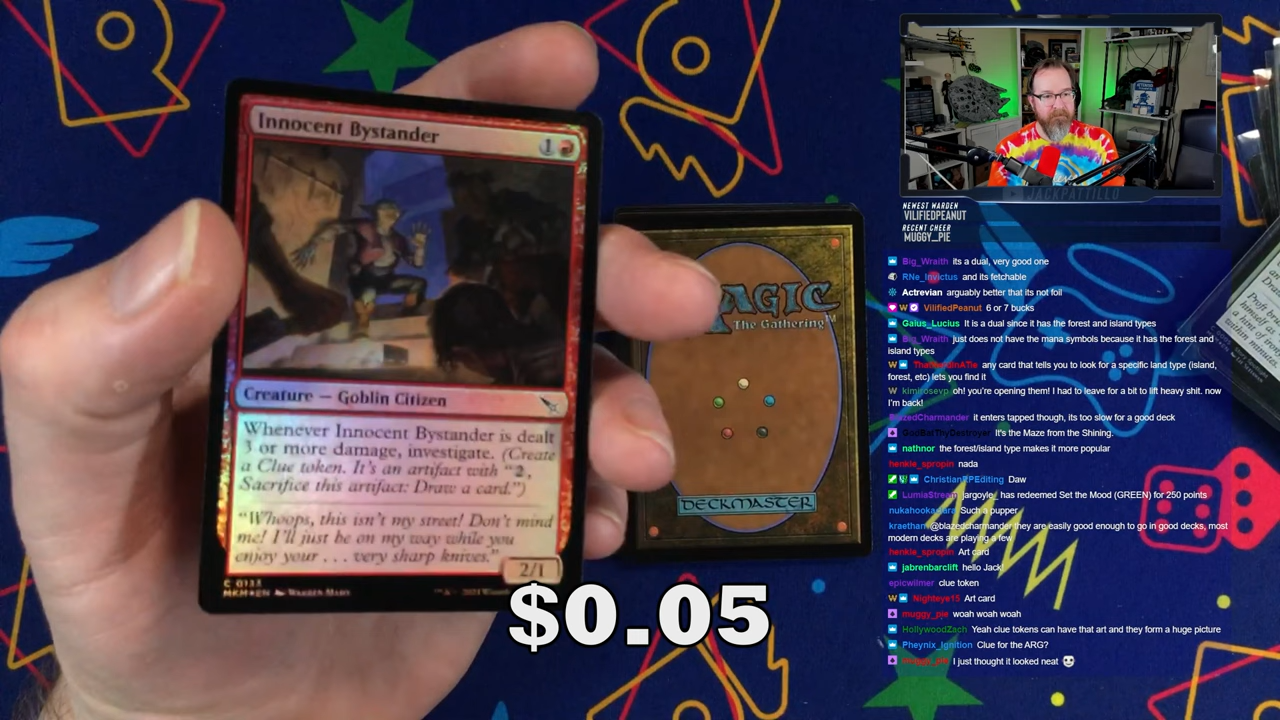 Innocent Bystander
1
Creature — Goblin Citizen
Whenever Innocent Bystander is dealt
3 or more damage, investigate. (Create
a Clue token. It's an artifact with "2,
Sacrifice this artifact: Draw a card.")
"Whoops, this isn't my street! Don't mind
me! I'll just be on my way while you
enjoy your . . . very sharp knives."
2/1
MKM • EN
$0.05
MAGIC
The Gathering
DECKMASTER
JACKPATTILLO
NEWEST WARDEN
VILIFIEDPEANUT
RECENT CHEER
MUGGY_PIE
Big_Wraith its a dual, very good one
RNe_Invictus and its fetchable
Actrevian arguably better that its not foil
VilifiedPeanut 6 or 7 bucks
Gaius_Lucius It is a dual since it has the forest and island types
Big_Wraith just does not have the mana symbols because it has the forest and
island types
any card that tells you to look for a specific land type (island,
forest, etc) lets you find it
kimirosevp oh! you're opening them! I had to leave for a bit to lift heavy shit. now
I'm back!
BlazedCharmander it enters tapped though, its too slow for a good deck
GodBatThyDestroyer It's the Maze from the Shining.
nathnor the forest/island type makes it more popular
henkle_spropin nada
ChristianRPEditing Daw
LumiaStream jargoyle_ has redeemed Set the Mood (GREEN) for 250 points
Such a pupper
@blazedcharmander they are easily good enough to go in good decks, most
modern decks are playing a few
henkle_spropin Art card
jabrenbarclift hello Jack!
epicwilmer clue token
Nighteye15 Art card
muggy_pie woah woah woah
HollywoodZach Yeah clue tokens can have that art and they form a huge picture
Pheynix_Ignition Clue for the ARG?
I just thought it looked neat